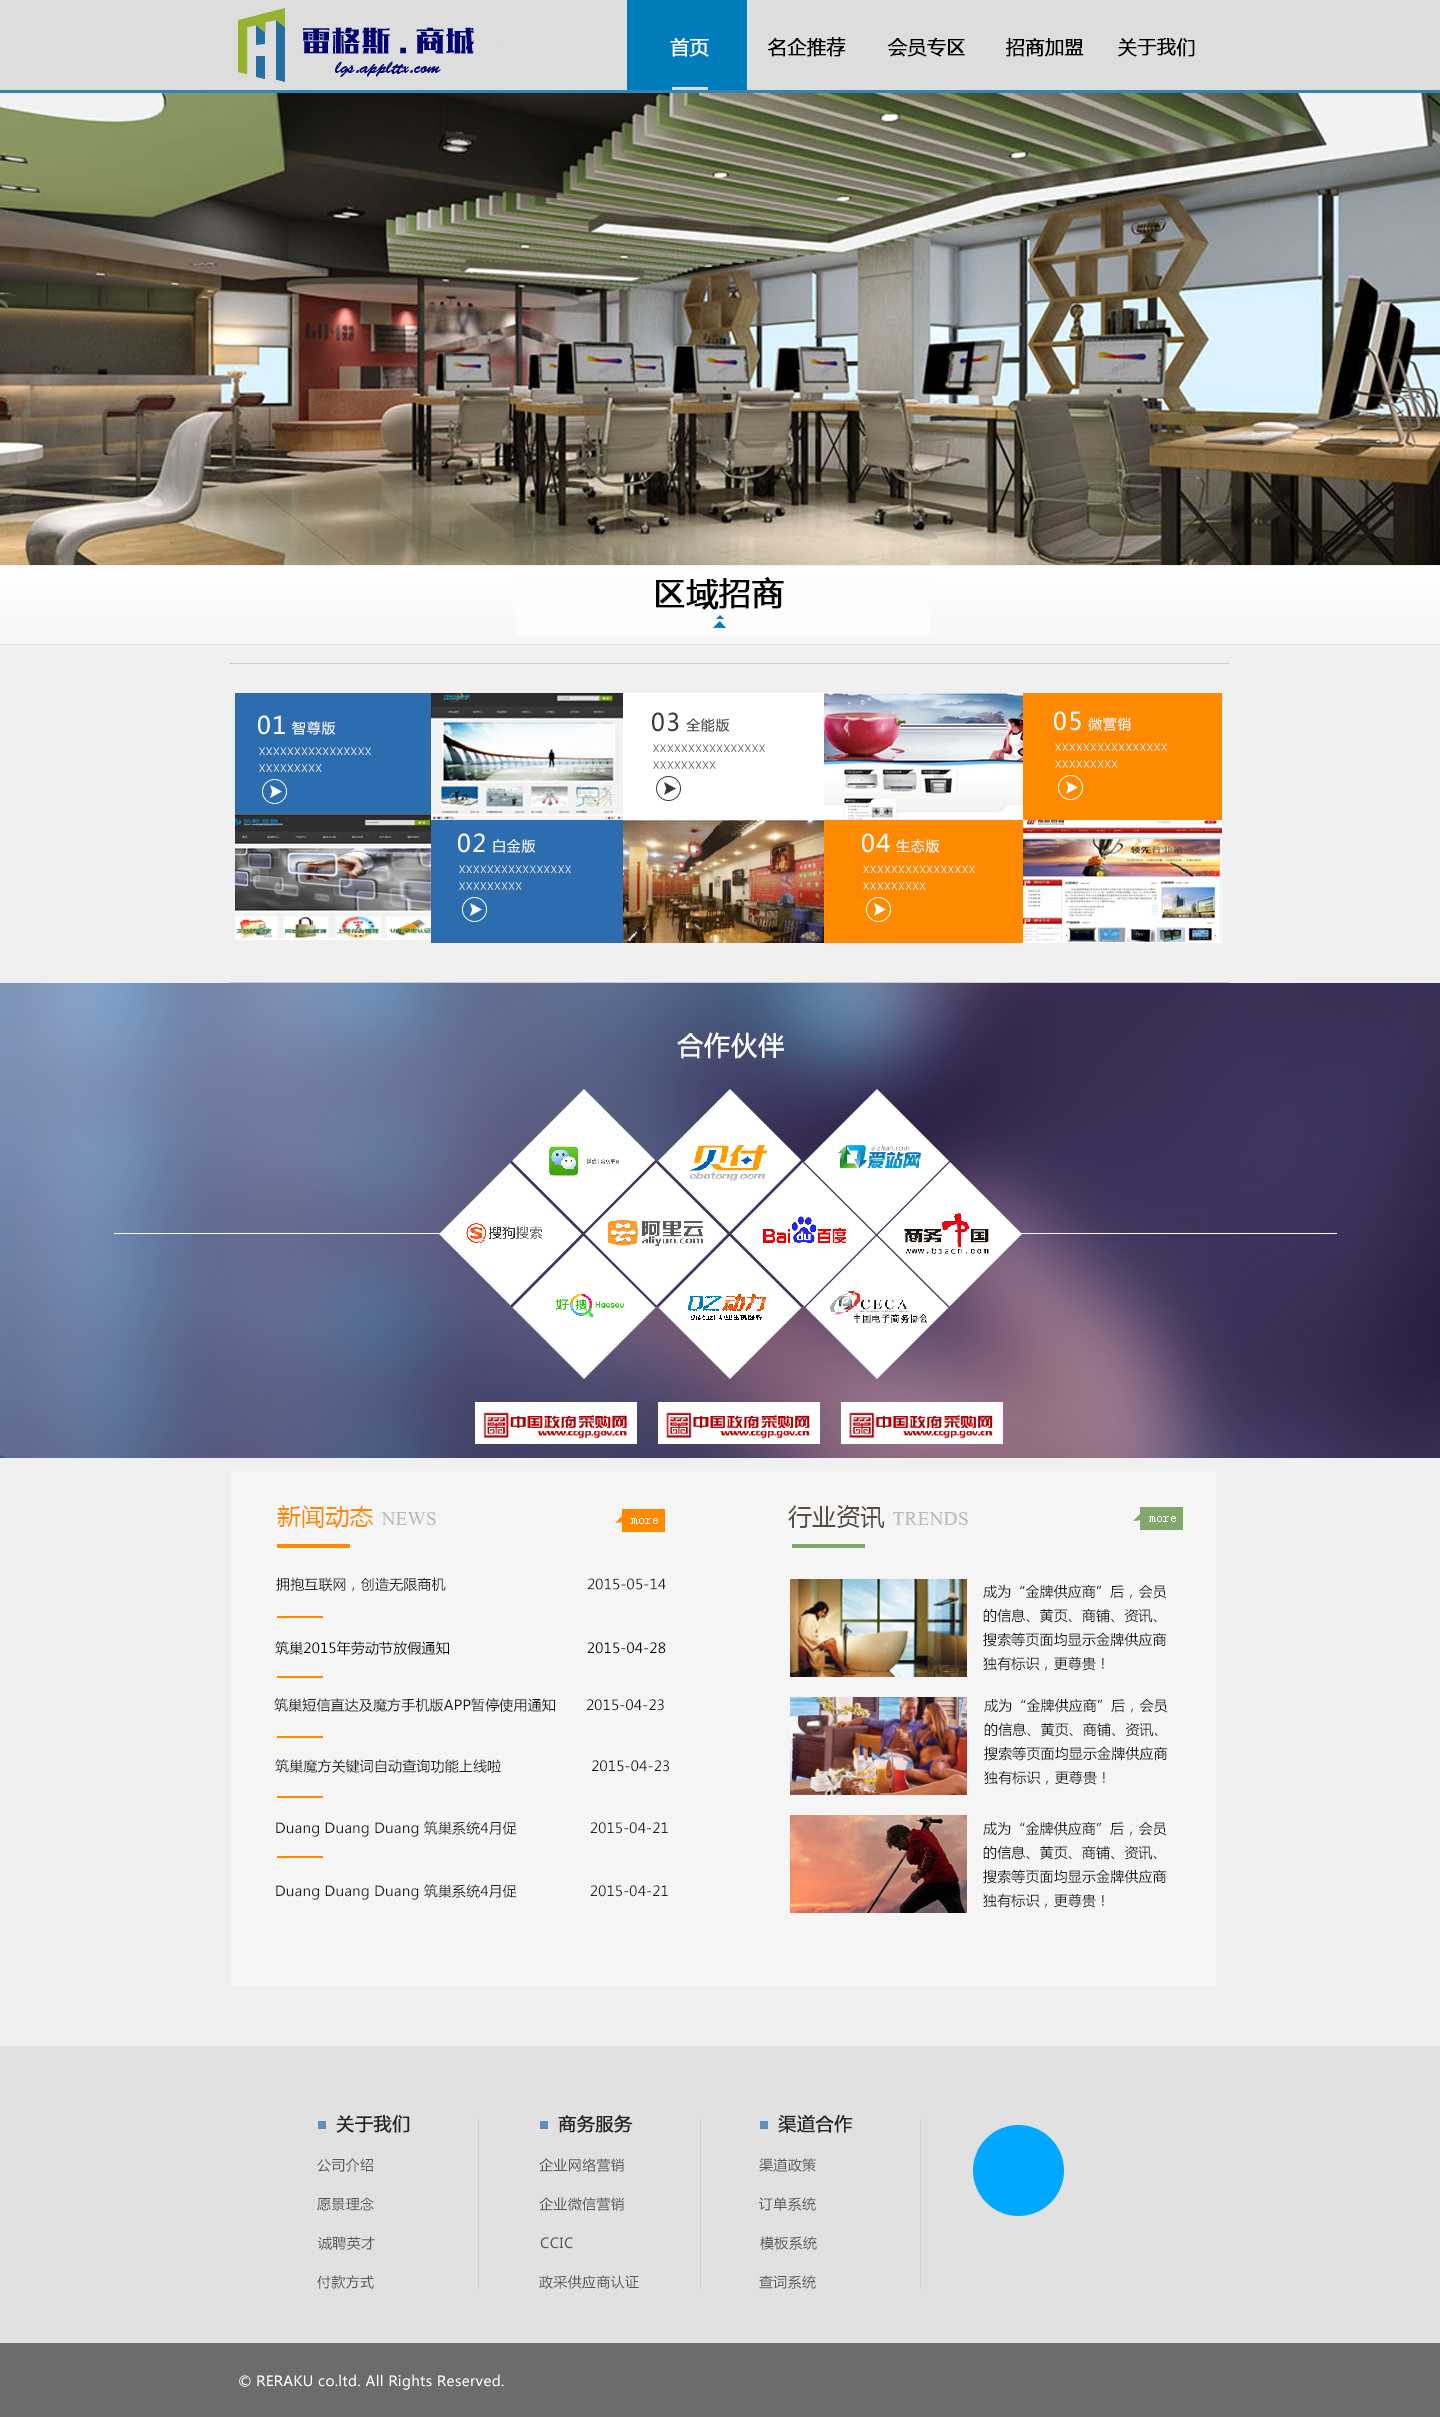 雷格斯.商城
lgs.applttx.com
首页
名企推荐
会员专区
招商加盟
关于我们
区域招商
01 智尊版
XXXXXXXXXXXXXXXX
XXXXXXXXX
03 全能版
XXXXXXXXXXXXXXXX
XXXXXXXXX
05 微营销
XXXXXXXXXXXXXXXX
XXXXXXXXX
02 白金版
XXXXXXXXXXXXXXXX
XXXXXXXXX
04 生态版
XXXXXXXXXXXXXXXX
XXXXXXXXX
领先行业第
合作伙伴
贝付
obatong.com
aizhan.com
爱站网
搜狗搜索
阿里云
aliyun.com
Bai du 百度
商务中国
www.bizcn.com
好搜 Haosou
DZ动力
CECA
中国电子商务协会
中国政府采购网
www.ccgp.gov.cn
中国政府采购网
www.ccgp.gov.cn
中国政府采购网
www.ccgp.gov.cn
新闻动态 NEWS
more
拥抱互联网，创造无限商机 2015-05-14
筑巢2015年劳动节放假通知 2015-04-28
筑巢短信直达及魔方手机版APP暂停使用通知 2015-04-23
筑巢魔方关键词自动查询功能上线啦 2015-04-23
Duang Duang Duang 筑巢系统4月促 2015-04-21
Duang Duang Duang 筑巢系统4月促 2015-04-21
行业资讯 TRENDS
more
成为“金牌供应商”后，会员
的信息、黄页、商铺、资讯、
搜索等页面均显示金牌供应商
独有标识，更尊贵！
成为“金牌供应商”后，会员
的信息、黄页、商铺、资讯、
搜索等页面均显示金牌供应商
独有标识，更尊贵！
成为“金牌供应商”后，会员
的信息、黄页、商铺、资讯、
搜索等页面均显示金牌供应商
独有标识，更尊贵！
关于我们
公司介绍
愿景理念
诚聘英才
付款方式
商务服务
企业网络营销
企业微信营销
CCIC
政采供应商认证
渠道合作
渠道政策
订单系统
模板系统
查词系统
© RERAKU co.ltd. All Rights Reserved.